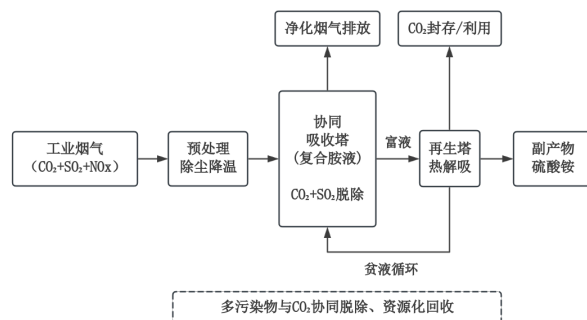 净化烟气排放
CO₂封存/利用
工业烟气
(CO₂+SO₂+NOx)
预处理
除尘降温
协同
吸收塔
(复合胺液)
CO₂+SO₂脱除
富液
再生塔
热解吸
副产物
硫酸铵
贫液循环
多污染物与CO₂协同脱除、资源化回收